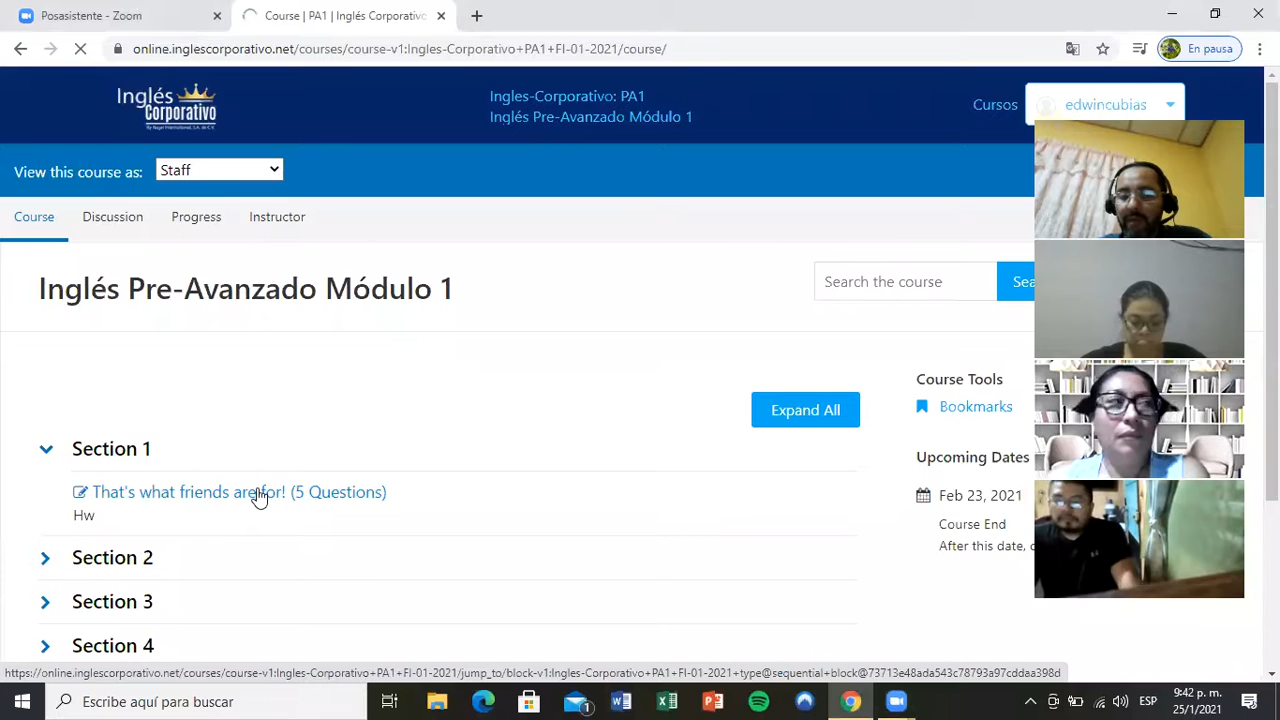 Posasistente - Zoom
Course | PA1 | Inglés Corporativo
online.inglescorporativo.net/courses/course-v1:Ingles-Corporativo+PA1+FI-01-2021/course/
En pausa
Inglés
Corporativo
Ingles-Corporativo: PA1
Inglés Pre-Avanzado Módulo 1
Cursos
edwincubias
View this course as:
Staff
Course
Discussion
Progress
Instructor
Inglés Pre-Avanzado Módulo 1
Search the course
Sea
Expand All
Course Tools
Bookmarks
Section 1
That's what friends are for! (5 Questions)
Hw
Upcoming Dates
Feb 23, 2021
Course End
After this date,
Section 2
Section 3
Section 4
https://online.inglescorporativo.net/courses/course-v1:Ingles-Corporativo+PA1+FI-01-2021/jump_to/block-v1:Ingles-Corporativo+PA1+FI-01-2021+type@sequential+block@73713e48ada543c78793a97cddaa398d
Escribe aquí para buscar
1
ESP
9:42 p. m.
25/1/2021